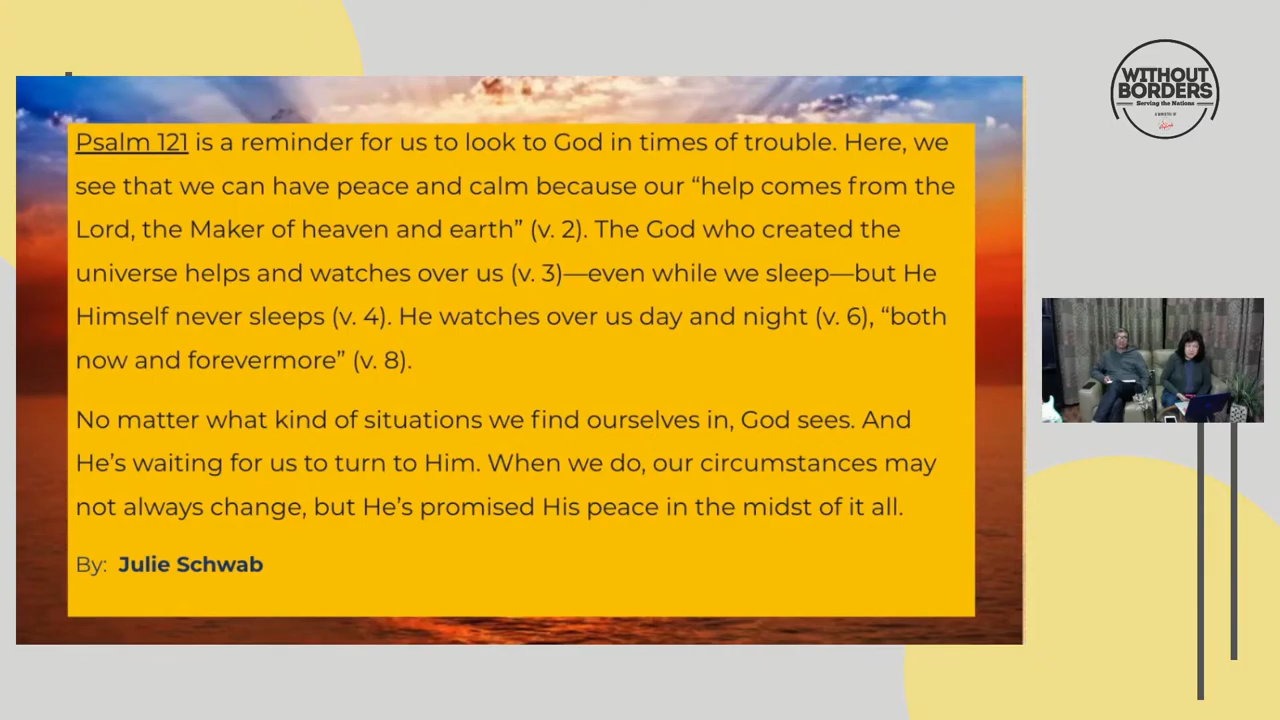 WITHOUT
BORDERS
Serving the Nations
Psalm 121 is a reminder for us to look to God in times of trouble. Here, we
see that we can have peace and calm because our “help comes from the
Lord, the Maker of heaven and earth” (v. 2). The God who created the
universe helps and watches over us (v. 3)—even while we sleep—but He
Himself never sleeps (v. 4). He watches over us day and night (v. 6), “both
now and forevermore” (v. 8).
No matter what kind of situations we find ourselves in, God sees. And
He’s waiting for us to turn to Him. When we do, our circumstances may
not always change, but He’s promised His peace in the midst of it all.
By: Julie Schwab